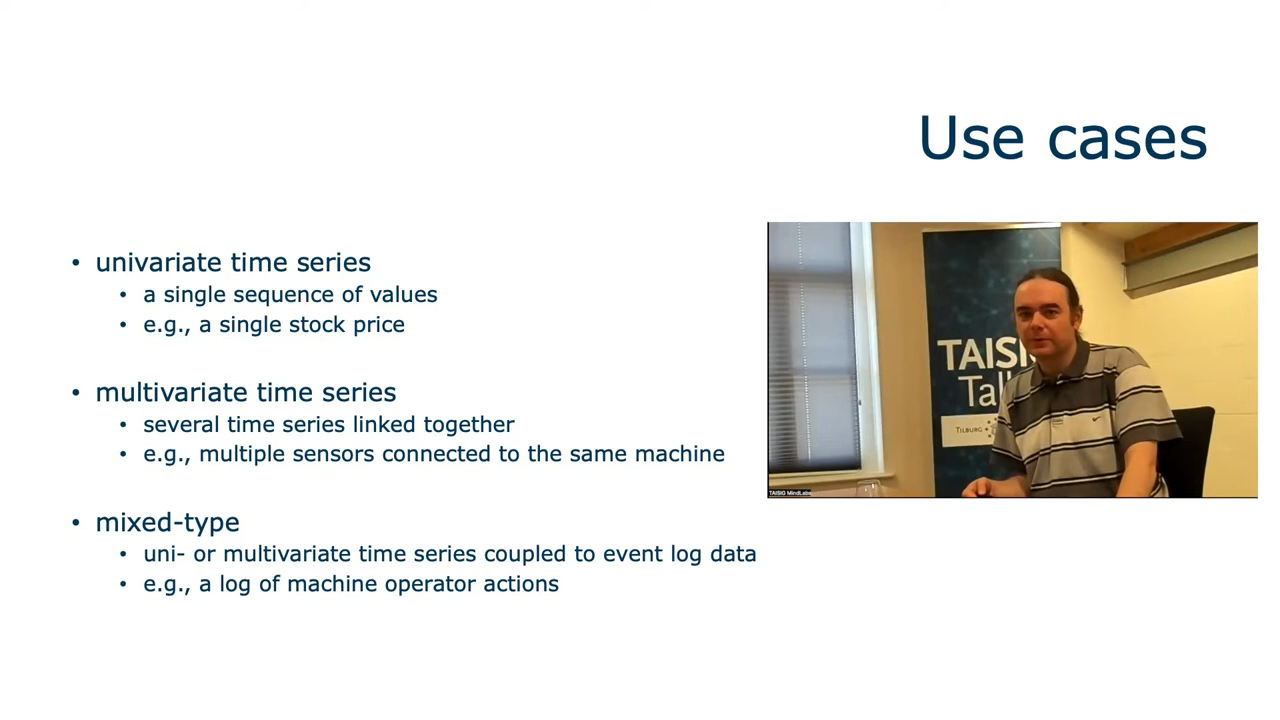 Use cases
• univariate time series
• a single sequence of values
• e.g., a single stock price
• multivariate time series
• several time series linked together
• e.g., multiple sensors connected to the same machine
• mixed-type
• uni- or multivariate time series coupled to event log data
• e.g., a log of machine operator actions
TILBURG
TAISIG MindLabs